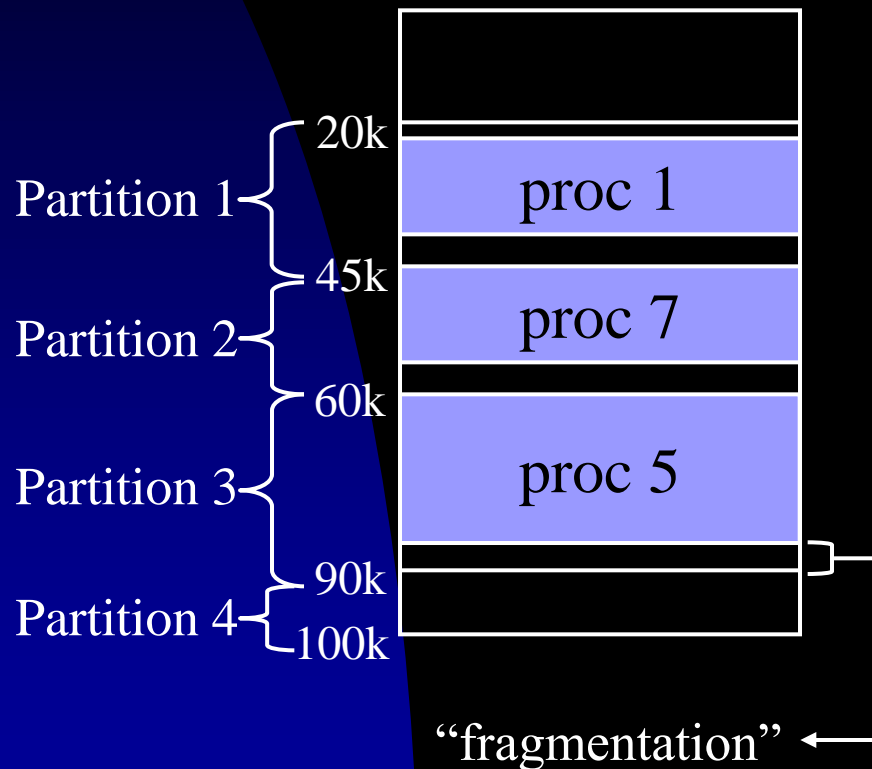 20k
Partition 1
proc 1
45k
Partition 2
proc 7
60k
Partition 3
proc 5
90k
Partition 4
100k
“fragmentation”